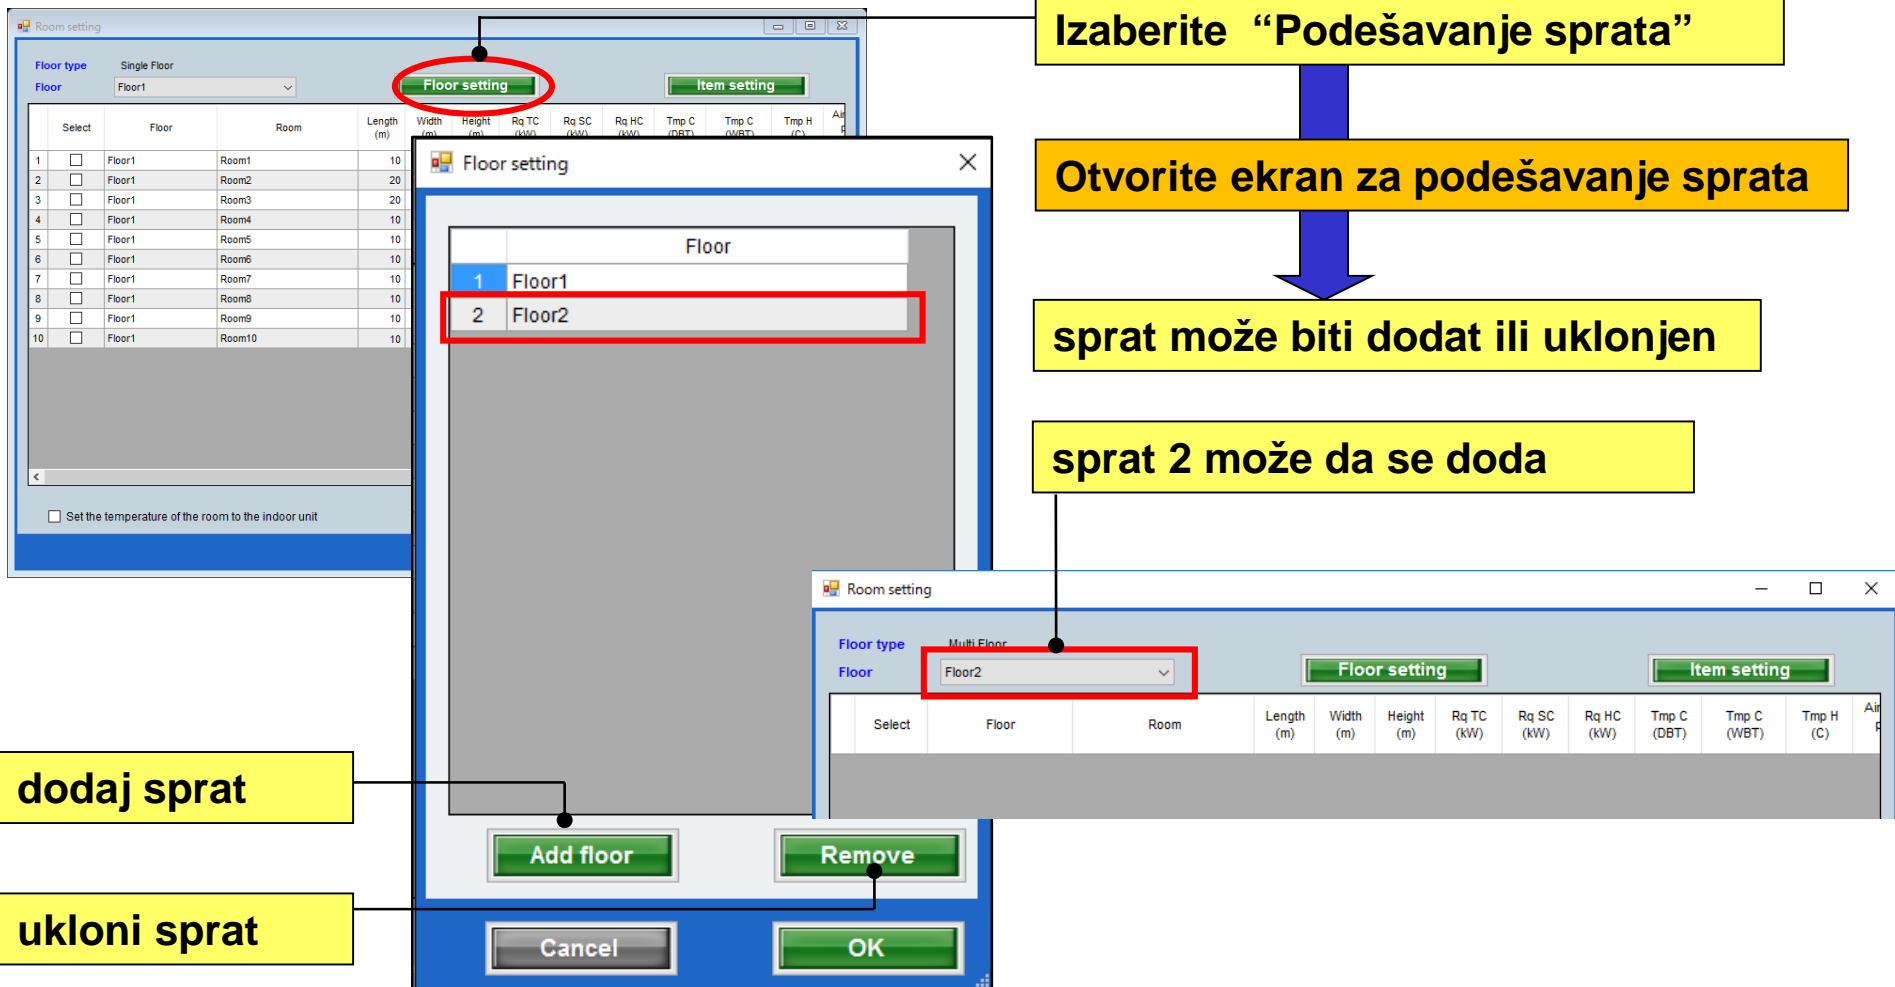 Room setting
Floor type Single Floor
Floor Floor1
Floor setting
Item setting
Select Floor Room Length (m) Width (m) Height (m) Rq TC (kW) Rq SC (kW) Rq HC (kW) Tmp C (DBT) Tmp C (WBT) Tmp H (C) Air
1 Floor1 Room1 10
2 Floor1 Room2 20
3 Floor1 Room3 20
4 Floor1 Room4 10
5 Floor1 Room5 10
6 Floor1 Room6 10
7 Floor1 Room7 10
8 Floor1 Room8 10
9 Floor1 Room9 10
10 Floor1 Room10 10
Set the temperature of the room to the indoor unit
Izaberite “Podešavanje sprata”
Otvorite ekran za podešavanje sprata
sprat može biti dodat ili uklonjen
sprat 2 može da se doda
Floor setting
Floor
1 Floor1
2 Floor2
Add floor
Remove
Cancel
OK
dodaj sprat
ukloni sprat
Room setting
Floor type Multi Floor
Floor Floor2
Floor setting
Item setting
Select Floor Room Length (m) Width (m) Height (m) Rq TC (kW) Rq SC (kW) Rq HC (kW) Tmp C (DBT) Tmp C (WBT) Tmp H (C) Air